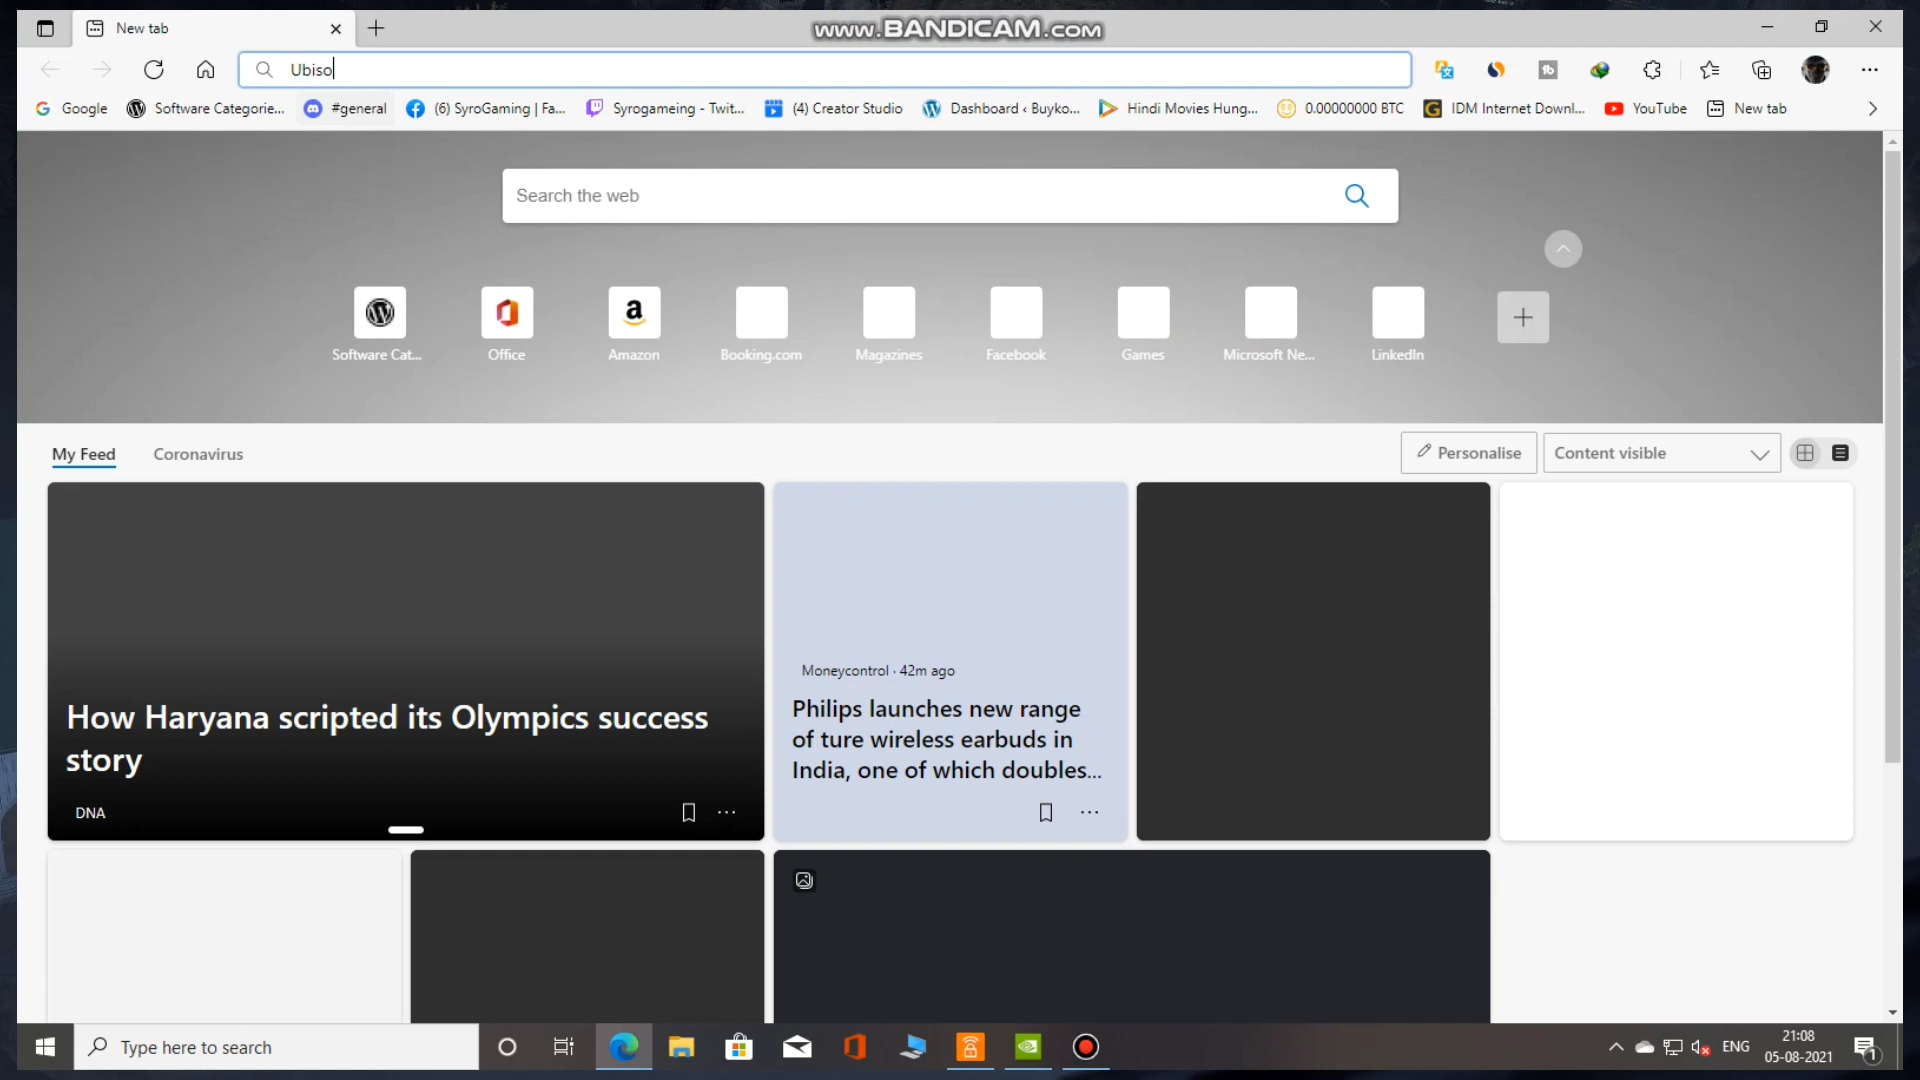 New tab
www.BANDICAM.com
Ubiso
Google
Software Categorie...
#general
(6) SyroGaming | Fa...
Syrogameing - Twit...
(4) Creator Studio
Dashboard ‹ Buyko...
Hindi Movies Hung...
0.00000000 BTC
IDM Internet Downl...
YouTube
New tab
Search the web
Software Cat...
Office
Amazon
Booking.com
Magazines
Facebook
Games
Microsoft Ne...
LinkedIn
My Feed
Coronavirus
Personalise
Content visible
Moneycontrol · 42m ago
How Haryana scripted its Olympics success
story
DNA
Philips launches new range
of ture wireless earbuds in
India, one of which doubles...
Type here to search
ENG
21:08
05-08-2021
1